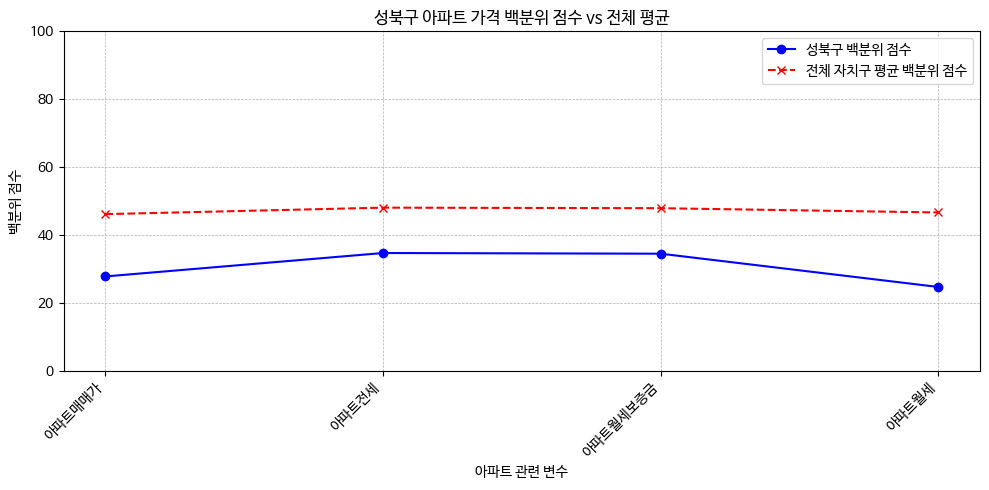 성북구 아파트 가격 백분위 점수 vs 전체 평균
성북구 백분위 점수
전체 자치구 평균 백분위 점수
백분위 점수
100
80
60
40
20
0
아파트매매가
아파트전세
아파트월세보증금
아파트월세
아파트 관련 변수